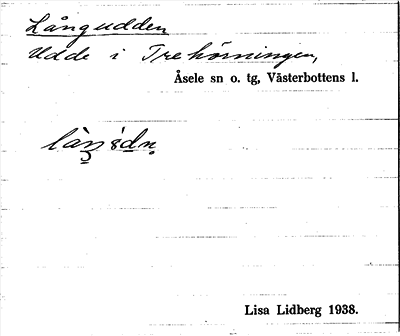 Långudden
Udde i Trehörningen,
Åsele sn o. tg, Västerbottens l.
Lisa Lidberg 1938.